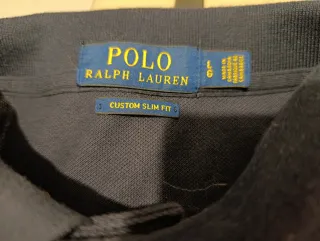 POLO
RALPH LAUREN
L
G
CUSTOM SLIM FIT